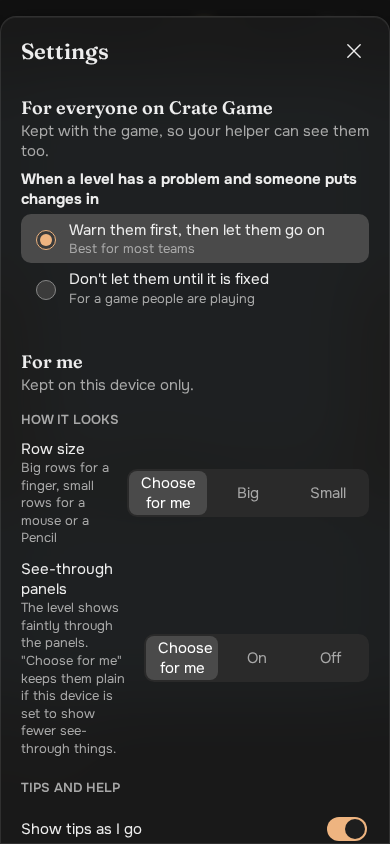 Settings
For everyone on Crate Game
Kept with the game, so your helper can see them
too.
When a level has a problem and someone puts
changes in
Warn them first, then let them go on
Best for most teams
Don't let them until it is fixed
For a game people are playing
For me
Kept on this device only.
HOW IT LOOKS
Row size
Big rows for a
finger, small
rows for a
mouse or a
Pencil
Choose
for me
Big
Small
See-through
panels
The level shows
faintly through
the panels.
"Choose for me"
keeps them plain
if this device is
set to show
fewer see-
through things.
Choose
for me
On
Off
TIPS AND HELP
Show tips as I go